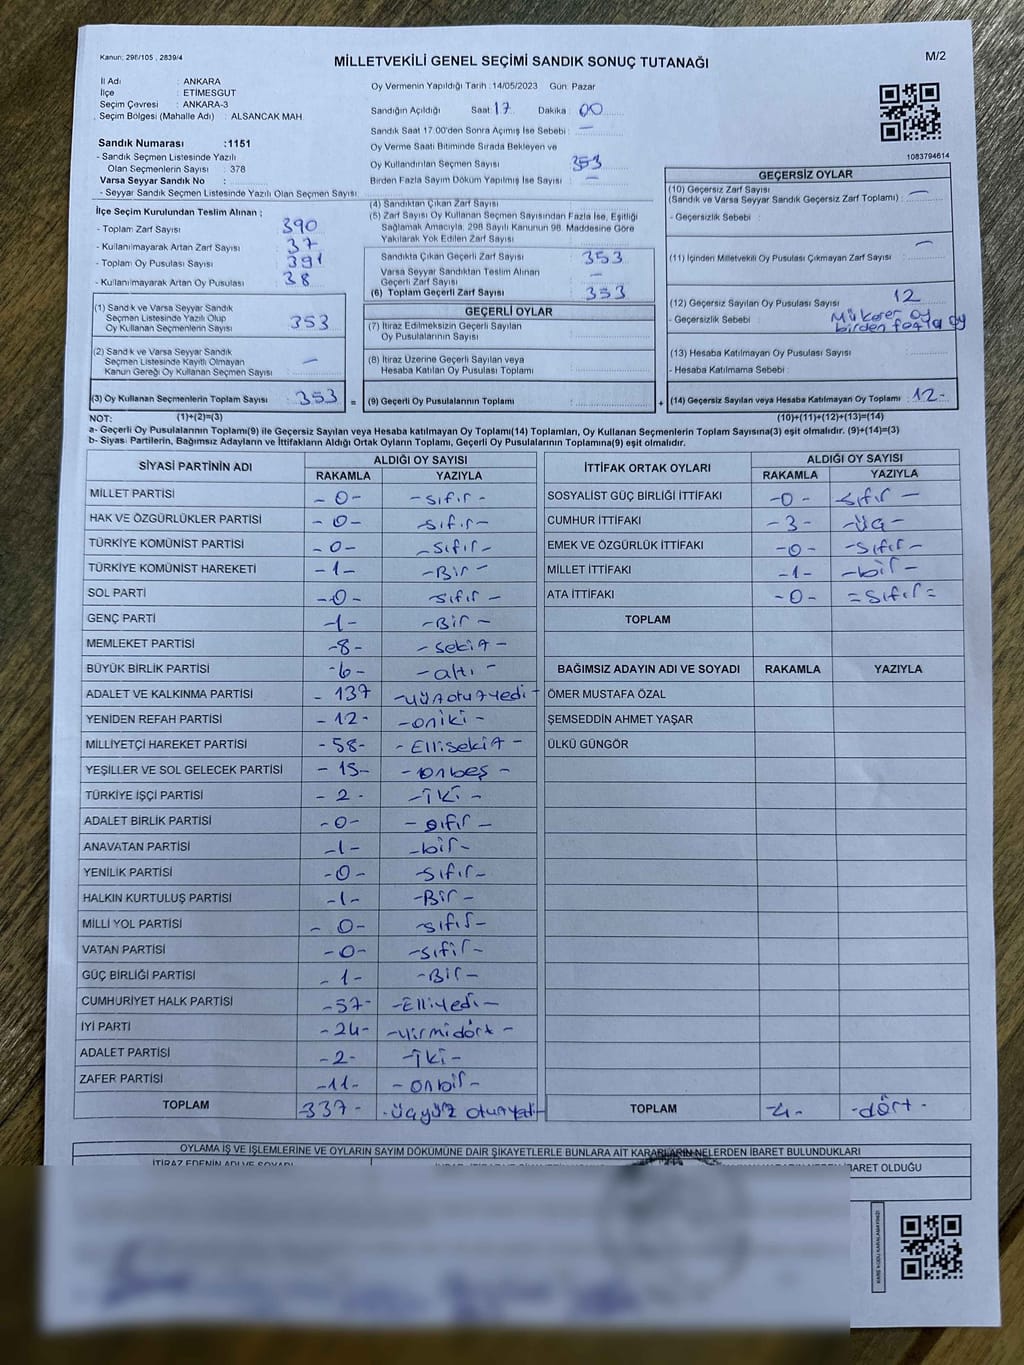 Kanun: 298/105 , 2839/4
MİLLETVEKİLİ GENEL SEÇİMİ SANDIK SONUÇ TUTANAĞI
M/2
İl Adı : ANKARA
İlçe : ETİMESGUT
Seçim Çevresi : ANKARA-3
Seçim Bölgesi (Mahalle Adı) : ALSANCAK MAH.
Sandık Numarası :1151
- Sandık Seçmen Listesinde Yazılı
Olan Seçmenlerin Sayısı : 378
Varsa Seyyar Sandık No :
- Seyyar Sandık Seçmen Listesinde Yazılı Olan Seçmen Sayısı:
Oy Vermenin Yapıldığı Tarih : 14/05/2023 Gün: Pazar
Sandığın Açıldığı Saat: 17 Dakika : 00
Sandık Saat 17:00'den Sonra Açımış İse Sebebi : —
Oy Verme Saati Bitiminde Sırada Bekleyen ve
Oy Kullandırılan Seçmen Sayısı : 353
Birden Fazla Sayım Döküm Yapılmış İse Sayısı : —
1083794614
İlçe Seçim Kurulundan Teslim Alınan ;
- Toplam Zarf Sayısı : 390
- Kullanılmayarak Artan Zarf Sayısı : 37
- Toplam Oy Pusulası Sayısı : 391
- Kullanılmayarak Artan Oy Pusulası : 38
(1) Sandık ve Varsa Seyyar Sandık
Seçmen Listesinde Yazılı Olup
Oy Kullanan Seçmenlerin Sayısı : 353
(2) Sandık ve Varsa Seyyar Sandık
Seçmen Listesinde Kayıtlı Olmayan
Kanun Gereği Oy Kullanan Seçmen Sayısı : —
(3) Oy Kullanan Seçmenlerin Toplam Sayısı : 353 =
(4) Sandıktan Çıkan Zarf Sayısı :
(5) Zarf Sayısı Oy Kullanan Seçmen Sayısından Fazla İse, Eşitliği
Sağlamak Amacıyla, 298 Sayılı Kanunun 98. Maddesine Göre
Yakılarak Yok Edilen Zarf Sayısı :
Sandıkta Çıkan Geçerli Zarf Sayısı : 353
Varsa Seyyar Sandıktan Teslim Alınan
Geçerli Zarf Sayısı : —
(6) Toplam Geçerli Zarf Sayısı : 353
GEÇERLİ OYLAR
(7) İtiraz Edilmeksizin Geçerli Sayılan
Oy Pusulalarının Sayısı :
(8) İtiraz Üzerine Geçerli Sayılan veya
Hesaba Katılan Oy Pusulaları Toplamı :
(9) Geçerli Oy Pusulalarının Toplamı : +
GEÇERSİZ OYLAR
(10) Geçersiz Zarf Sayısı
(Sandık ve Varsa Seyyar Sandık Geçersiz Zarf Toplamı) : —
- Geçersizlik Sebebi :
(11) İçinden Milletvekili Oy Pusulası Çıkmayan Zarf Sayısı : —
(12) Geçersiz Sayılan Oy Pusulası Sayısı : 12
- Geçersizlik Sebebi : Mükerer oy
birden fazla oy
(13) Hesaba Katılmayan Oy Pusulası Sayısı :
- Hesaba Katılmama Sebebi :
(14) Geçersiz Sayılan veya Hesaba Katılmayan Oy Toplamı : 12-
NOT: (1)+(2)=(3) (10)+(11)+(12)+(13)=(14)
a- Geçerli Oy Pusulalarının Toplamı(9) ile Geçersiz Sayılan veya Hesaba katılmayan Oy Toplamı(14) Toplamları, Oy Kullanan Seçmenlerin Toplam Sayısına(3) eşit olmalıdır. (9)+(14)=(3)
b- Siyasi Partilerin, Bağımsız Adayların ve İttifakların Aldığı Ortak Oyların Toplamı, Geçerli Oy Pusulalarının Toplamına(9) eşit olmalıdır.
SİYASİ PARTİNİN ADI ALDIĞI OY SAYISI
RAKAMLA YAZIYLA
MİLLET PARTİSİ -0- -sıfır-
HAK VE ÖZGÜRLÜKLER PARTİSİ -0- -sıfır-
TÜRKİYE KOMÜNİST PARTİSİ -0- -sıfır-
TÜRKİYE KOMÜNİST HAREKETİ -1- -Bir-
SOL PARTİ -0- sıfır-
GENÇ PARTİ -1- -Bir-
MEMLEKET PARTİSİ -8- -sekiz-
BÜYÜK BİRLİK PARTİSİ -6- -altı-
ADALET VE KALKINMA PARTİSİ -137 -yüzotuzyedi-
YENİDEN REFAH PARTİSİ -12- -oniki-
MİLLİYETÇİ HAREKET PARTİSİ -58- -Ellisekiz-
YEŞİLLER VE SOL GELECEK PARTİSİ -15- -onbeş-
TÜRKİYE İŞÇİ PARTİSİ -2- -iki-
ADALET BİRLİK PARTİSİ -0- -sıfır-
ANAVATAN PARTİSİ -1- -bir-
YENİLİK PARTİSİ -0- -sıfır-
HALKIN KURTULUŞ PARTİSİ -1- -Bir-
MİLLİ YOL PARTİSİ -0- -sıfır-
VATAN PARTİSİ -0- -sıfır-
GÜÇ BİRLİĞİ PARTİSİ -1- -Bir-
CUMHURİYET HALK PARTİSİ -57- -Elliyedi-
İYİ PARTİ -24- -yirmidört-
ADALET PARTİSİ -2- -iki-
ZAFER PARTİSİ -11- -onbir-
TOPLAM -337- -üçyüz otuzyedi-
İTTİFAK ORTAK OYLARI ALDIĞI OY SAYISI
RAKAMLA YAZIYLA
SOSYALİST GÜÇ BİRLİĞİ İTTİFAKI -0- sıfır-
CUMHUR İTTİFAKI -3- -üç-
EMEK VE ÖZGÜRLÜK İTTİFAKI -0- -sıfır-
MİLLET İTTİFAKI -1- -bir-
ATA İTTİFAKI -0- =sıfır=
TOPLAM
BAĞIMSIZ ADAYIN ADI VE SOYADI RAKAMLA YAZIYLA
ÖMER MUSTAFA ÖZAL
ŞEMSEDDİN AHMET YAŞAR
ÜLKÜ GÜNGÖR
TOPLAM -4- -dört-
OYLAMA İŞ VE İŞLEMLERİNE VE OYLARIN SAYIM DÖKÜMÜNE DAİR ŞİKAYETLERLE BUNLARA AİT KARARLARIN NELERDEN İBARET BULUNDUKLARI
İTİRAZ EDENİN ADI VE SOYADI
İBARET OLDUĞU
KARE KODU KARALAMAYINIZ!